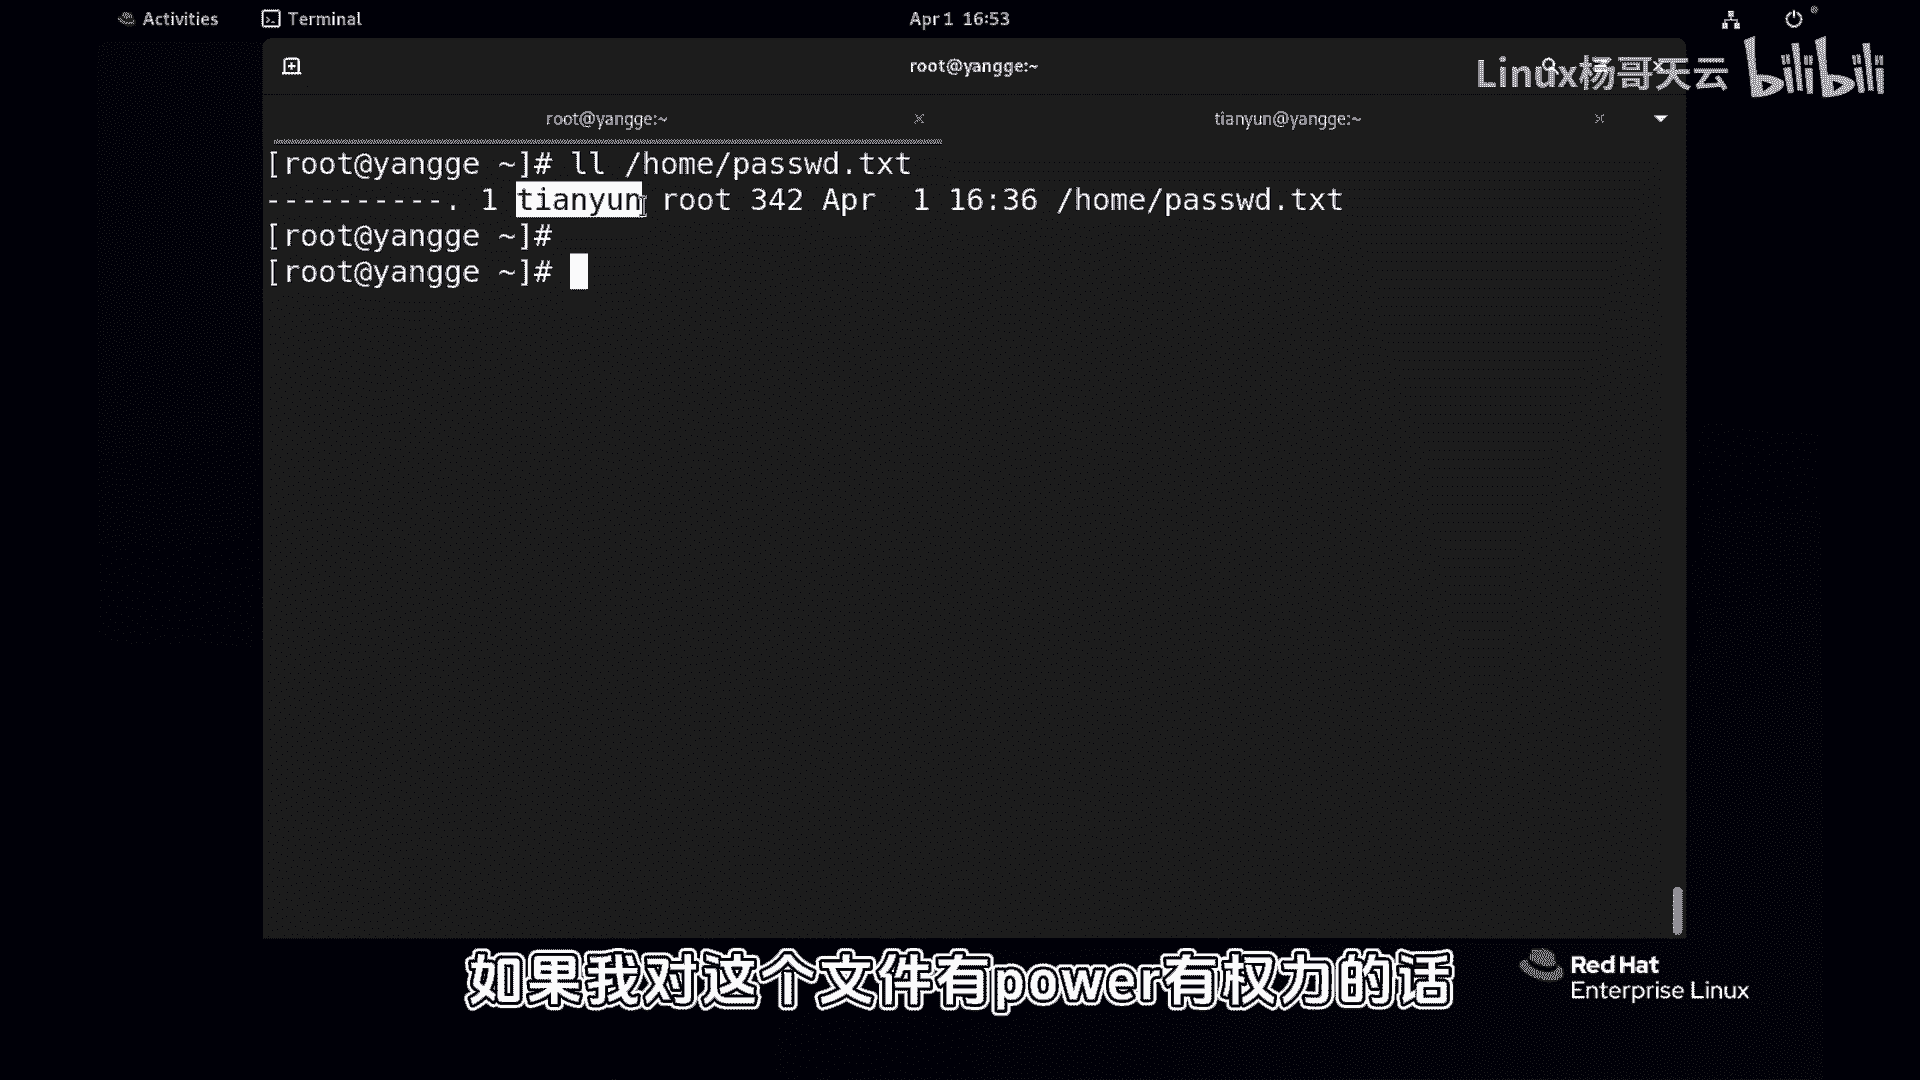 Activities Terminal Apr 1 16:53
root@yangge:~
Linux杨哥天云 bilibili
root@yangge:~ × tianyun@yangge:~ ×
[root@yangge ~]# ll /home/passwd.txt
----------. 1 tianyun root 342 Apr  1 16:36 /home/passwd.txt
[root@yangge ~]#
[root@yangge ~]#
如果我对这个文件有power有权力的话
Red Hat
Enterprise Linux